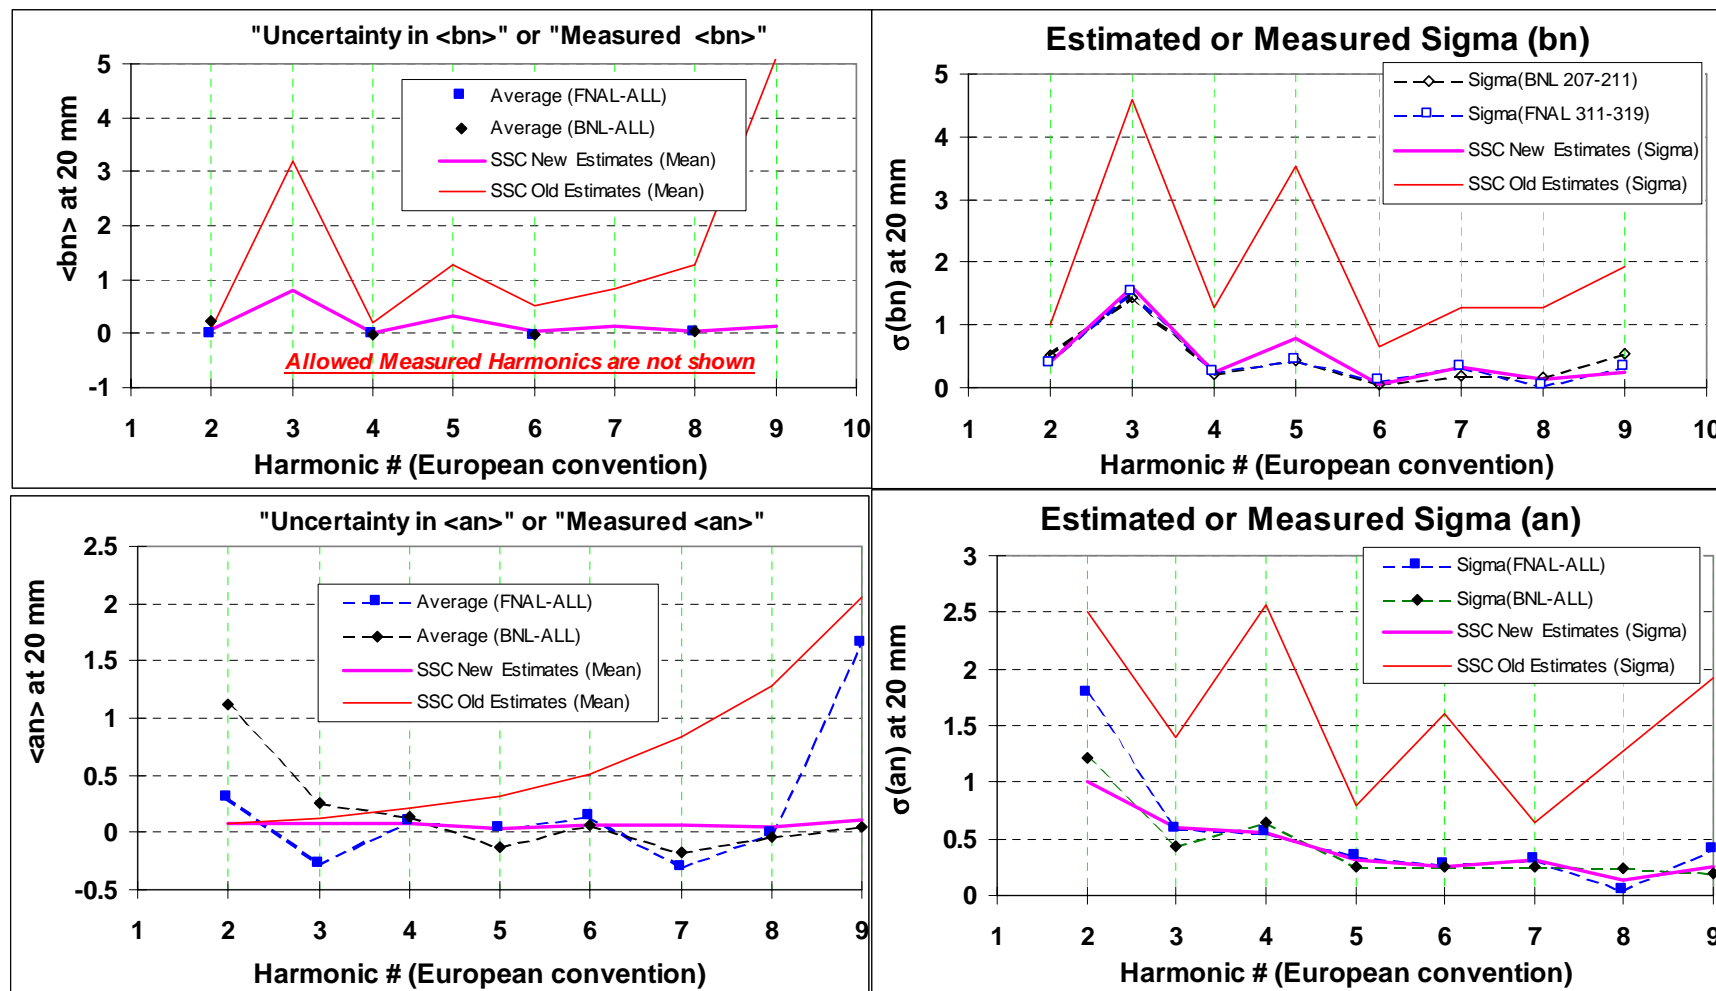 "Uncertainty in <bn>" or "Measured <bn>"
5
4
3
2
1
0
-1
<bn> at 20 mm
Average (FNAL-ALL)
Average (BNL-ALL)
SSC New Estimates (Mean)
SSC Old Estimates (Mean)
Allowed Measured Harmonics are not shown
1 2 3 4 5 6 7 8 9 10
Harmonic # (European convention)
Estimated or Measured Sigma (bn)
5
4
3
2
1
0
σ(bn) at 20 mm
Sigma(BNL 207-211)
Sigma(FNAL 311-319)
SSC New Estimates (Sigma)
SSC Old Estimates (Sigma)
1 2 3 4 5 6 7 8 9 10
Harmonic # (European convention)
"Uncertainty in <an>" or "Measured <an>"
2.5
2
1.5
1
0.5
0
-0.5
<an> at 20 mm
Average (FNAL-ALL)
Average (BNL-ALL)
SSC New Estimates (Mean)
SSC Old Estimates (Mean)
1 2 3 4 5 6 7 8 9
Harmonic # (European convention)
Estimated or Measured Sigma (an)
3
2.5
2
1.5
1
0.5
0
σ(an) at 20 mm
Sigma(FNAL-ALL)
Sigma(BNL-ALL)
SSC New Estimates (Sigma)
SSC Old Estimates (Sigma)
1 2 3 4 5 6 7 8 9
Harmonic # (European convention)